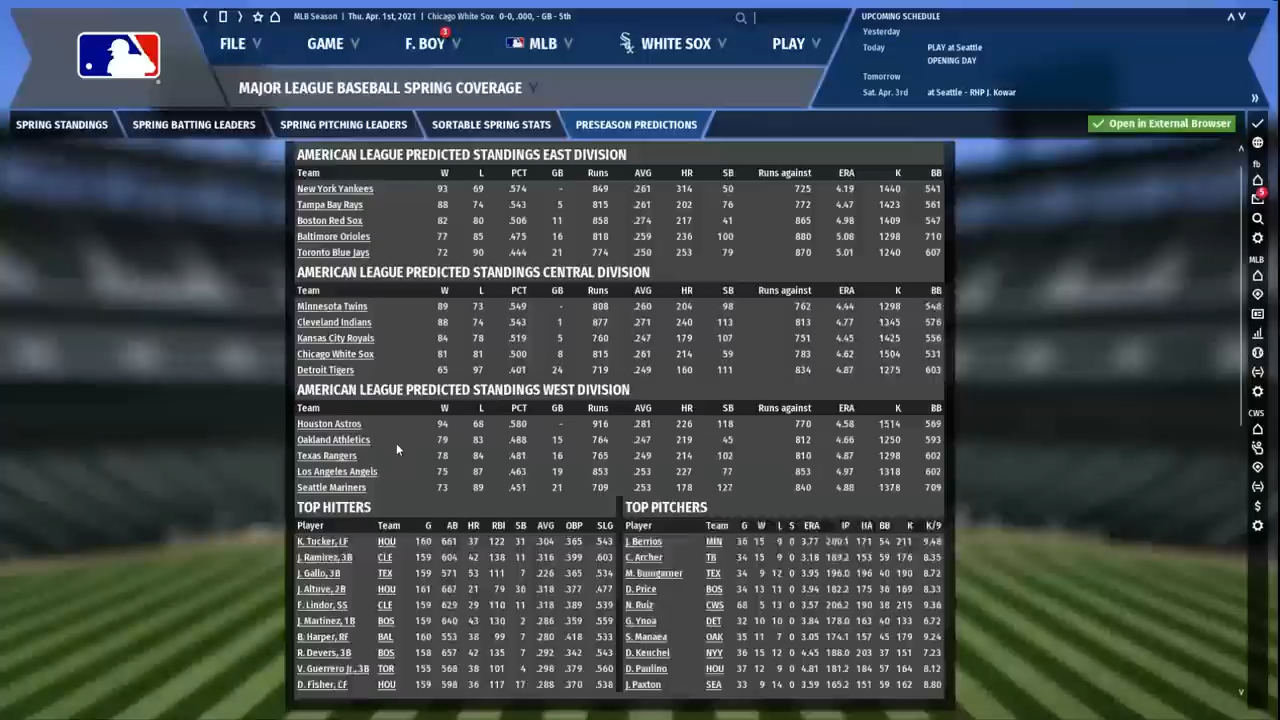 MLB Season | Thu. Apr. 1st, 2021 | Chicago White Sox 0-0, .000, - GB - 5th
FILE GAME F. BOY 3 MLB WHITE SOX PLAY
MAJOR LEAGUE BASEBALL SPRING COVERAGE
UPCOMING SCHEDULE
Yesterday
Today PLAY at Seattle
OPENING DAY
Tomorrow
Sat. Apr. 3rd at Seattle - RHP J. Kowar
SPRING STANDINGS SPRING BATTING LEADERS SPRING PITCHING LEADERS SORTABLE SPRING STATS PRESEASON PREDICTIONS Open in External Browser
AMERICAN LEAGUE PREDICTED STANDINGS EAST DIVISION
Team W L PCT GB Runs AVG HR SB Runs against ERA K BB
New York Yankees 93 69 .574 - 849 .261 314 50 725 4.19 1440 541
Tampa Bay Rays 88 74 .543 5 815 .261 202 76 772 4.47 1423 561
Boston Red Sox 82 80 .506 11 858 .274 217 41 865 4.98 1409 547
Baltimore Orioles 77 85 .475 16 818 .259 236 100 880 5.08 1298 710
Toronto Blue Jays 72 90 .444 21 774 .250 253 79 870 5.01 1240 607
AMERICAN LEAGUE PREDICTED STANDINGS CENTRAL DIVISION
Team W L PCT GB Runs AVG HR SB Runs against ERA K BB
Minnesota Twins 89 73 .549 - 808 .260 204 98 762 4.44 1298 548
Cleveland Indians 88 74 .543 1 877 .271 240 113 813 4.77 1345 576
Kansas City Royals 84 78 .519 5 760 .247 179 107 751 4.45 1425 556
Chicago White Sox 81 81 .500 8 815 .261 214 59 783 4.62 1504 531
Detroit Tigers 65 97 .401 24 719 .249 160 111 834 4.87 1275 603
AMERICAN LEAGUE PREDICTED STANDINGS WEST DIVISION
Team W L PCT GB Runs AVG HR SB Runs against ERA K BB
Houston Astros 94 68 .580 - 916 .281 226 118 770 4.58 1514 569
Oakland Athletics 79 83 .488 15 764 .247 219 45 812 4.66 1250 593
Texas Rangers 78 84 .481 16 765 .249 214 102 810 4.87 1298 602
Los Angeles Angels 75 87 .463 19 853 .253 227 77 853 4.97 1318 602
Seattle Mariners 73 89 .451 21 709 .253 178 127 840 4.88 1378 709
TOP HITTERS TOP PITCHERS
Player Team G AB HR RBI SB AVG OBP SLG Player Team G W L S ERA IP HA BB K K/9
K. Tucker, LF HOU 160 661 37 122 31 .304 .365 .543 J. Berrios MIN 36 15 9 0 3.77 200.1 171 54 211 9.48
J. Ramirez, 3B CLE 159 604 42 138 11 .316 .399 .603 C. Archer TB 34 15 9 0 3.18 189.2 153 59 176 8.35
J. Gallo, 3B TEX 159 571 53 111 7 .226 .365 .534 M. Bumgarner TEX 34 9 12 0 3.95 196.0 196 40 190 8.72
J. Altuve, 2B HOU 161 667 21 79 36 .318 .377 .477 D. Price BOS 34 13 11 0 3.94 182.2 175 36 169 8.33
F. Lindor, SS CLE 159 629 29 110 11 .318 .389 .539 N. Ruiz CWS 68 5 13 0 3.57 206.2 190 38 215 9.36
J. Martinez, 1B BOS 159 640 43 130 2 .286 .359 .559 G. Ynoa DET 32 10 10 0 3.84 178.0 163 40 133 6.72
B. Harper, RF BAL 160 553 38 99 7 .280 .418 .533 S. Manaea OAK 35 11 7 0 3.05 174.1 157 45 179 9.24
R. Devers, 3B BOS 158 657 42 135 7 .292 .342 .543 D. Keuchel NYY 36 15 12 0 4.45 188.0 203 37 151 7.23
V. Guerrero Jr., 3B TOR 155 568 38 101 4 .298 .379 .560 D. Paulino HOU 37 12 9 0 4.81 181.2 184 57 164 8.12
D. Fisher, CF HOU 159 598 36 117 17 .288 .370 .538 J. Paxton SEA 33 9 14 0 3.59 165.2 151 59 162 8.80
fb
5
MLB
CWS